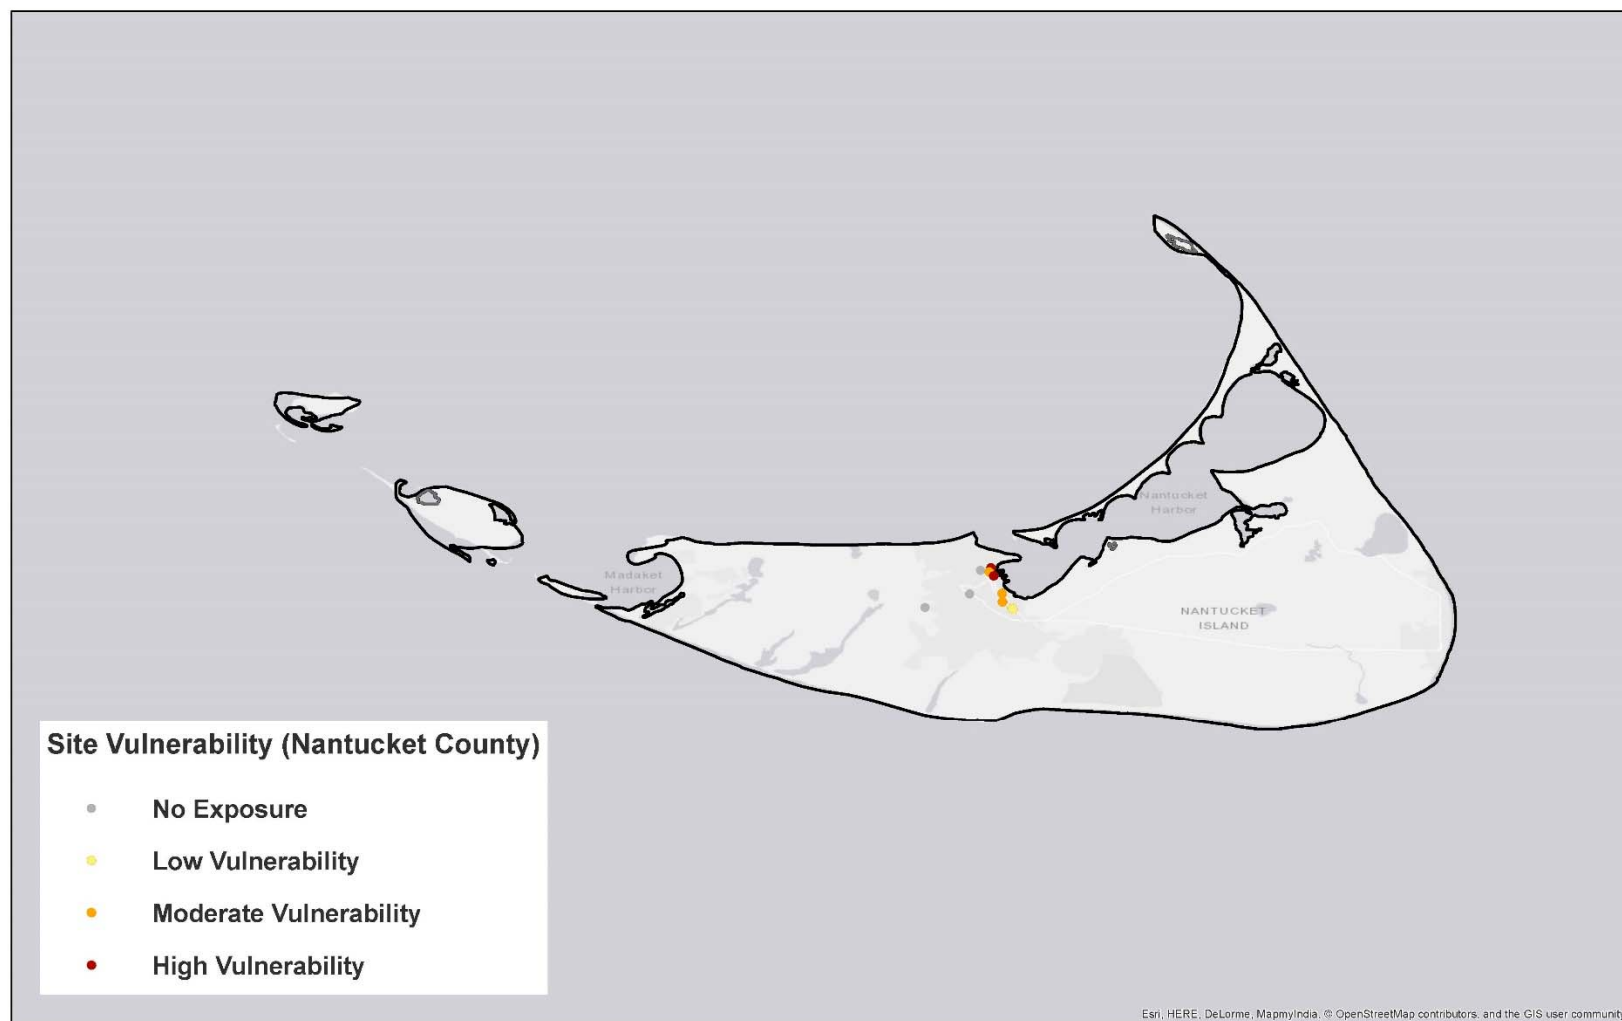 Nantucket
Harbor
Madaket
Harbor
NANTUCKET
ISLAND
Site Vulnerability (Nantucket County)
No Exposure
Low Vulnerability
Moderate Vulnerability
High Vulnerability
Esri, HERE, DeLorme, MapmyIndia, © OpenStreetMap contributors, and the GIS user communit